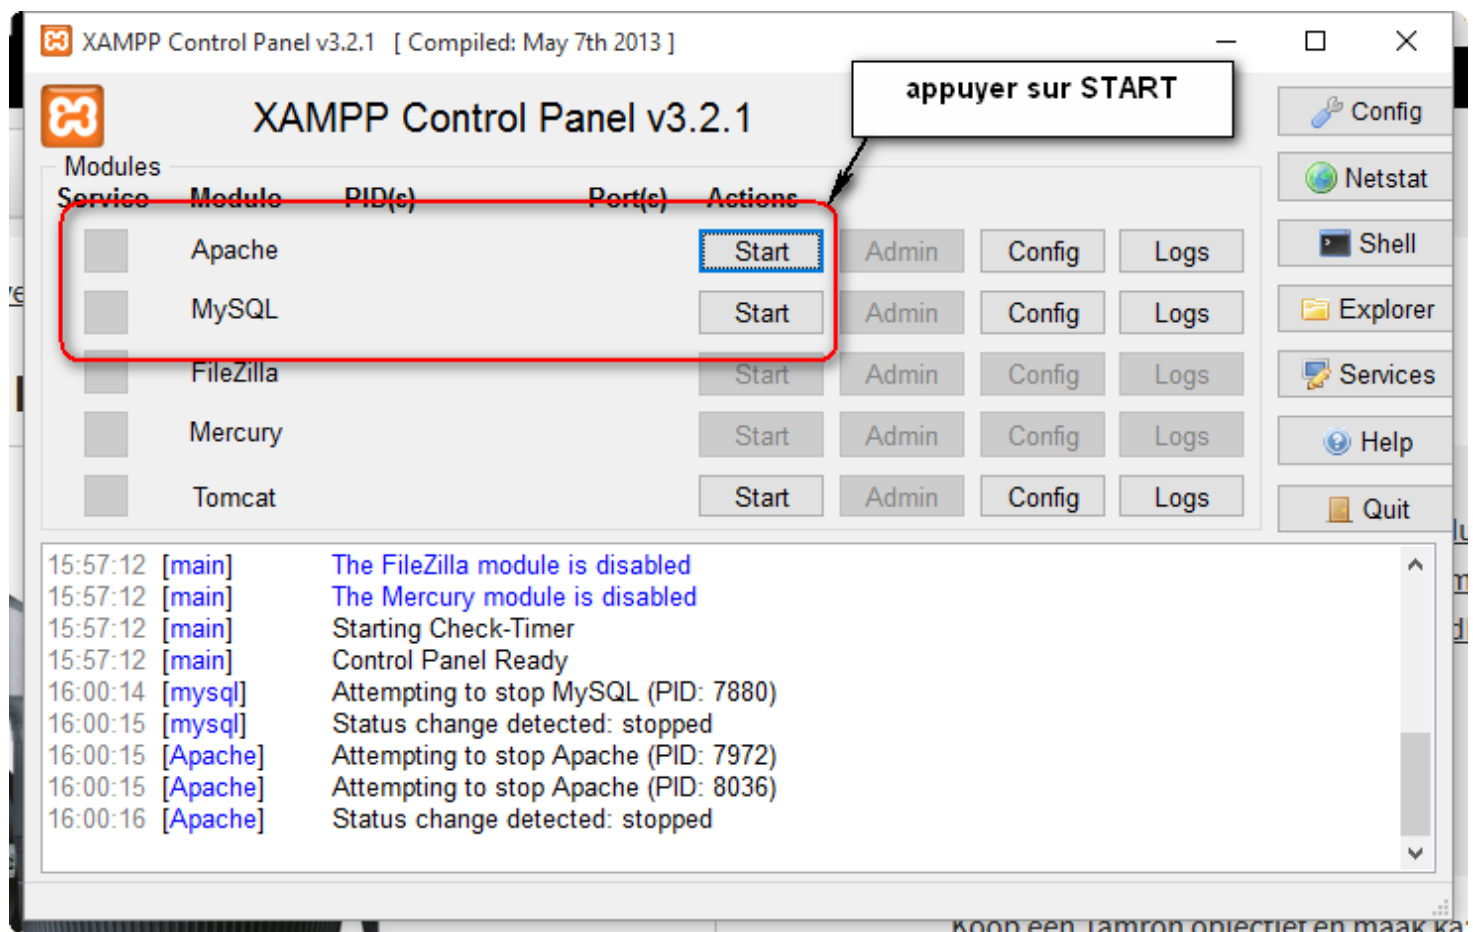 XAMPP Control Panel v3.2.1 [ Compiled: May 7th 2013 ]
appuyer sur START
XAMPP Control Panel v3.2.1
Config
Modules
Netstat
Service Module PID(s) Port(s) Actions
Apache Start Admin Config Logs
Shell
MySQL Start Admin Config Logs
Explorer
FileZilla Start Admin Config Logs
Services
Mercury Start Admin Config Logs
Help
Tomcat Start Admin Config Logs
Quit
15:57:12 [main] The FileZilla module is disabled
15:57:12 [main] The Mercury module is disabled
15:57:12 [main] Starting Check-Timer
15:57:12 [main] Control Panel Ready
16:00:14 [mysql] Attempting to stop MySQL (PID: 7880)
16:00:15 [mysql] Status change detected: stopped
16:00:15 [Apache] Attempting to stop Apache (PID: 7972)
16:00:15 [Apache] Attempting to stop Apache (PID: 8036)
16:00:16 [Apache] Status change detected: stopped
Koop een Tamron objectief en maak